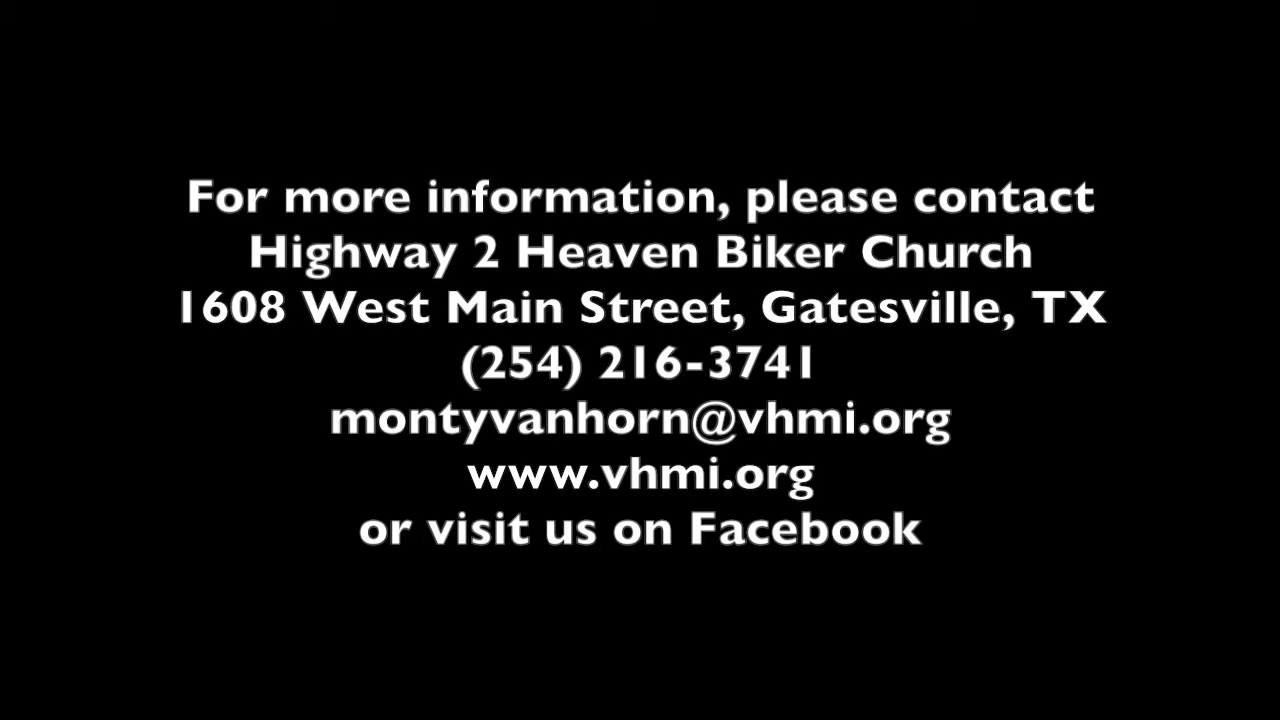 For more information, please contact
Highway 2 Heaven Biker Church
1608 West Main Street, Gatesville, TX
(254) 216-3741
montyvanhorn@vhmi.org
www.vhmi.org
or visit us on Facebook